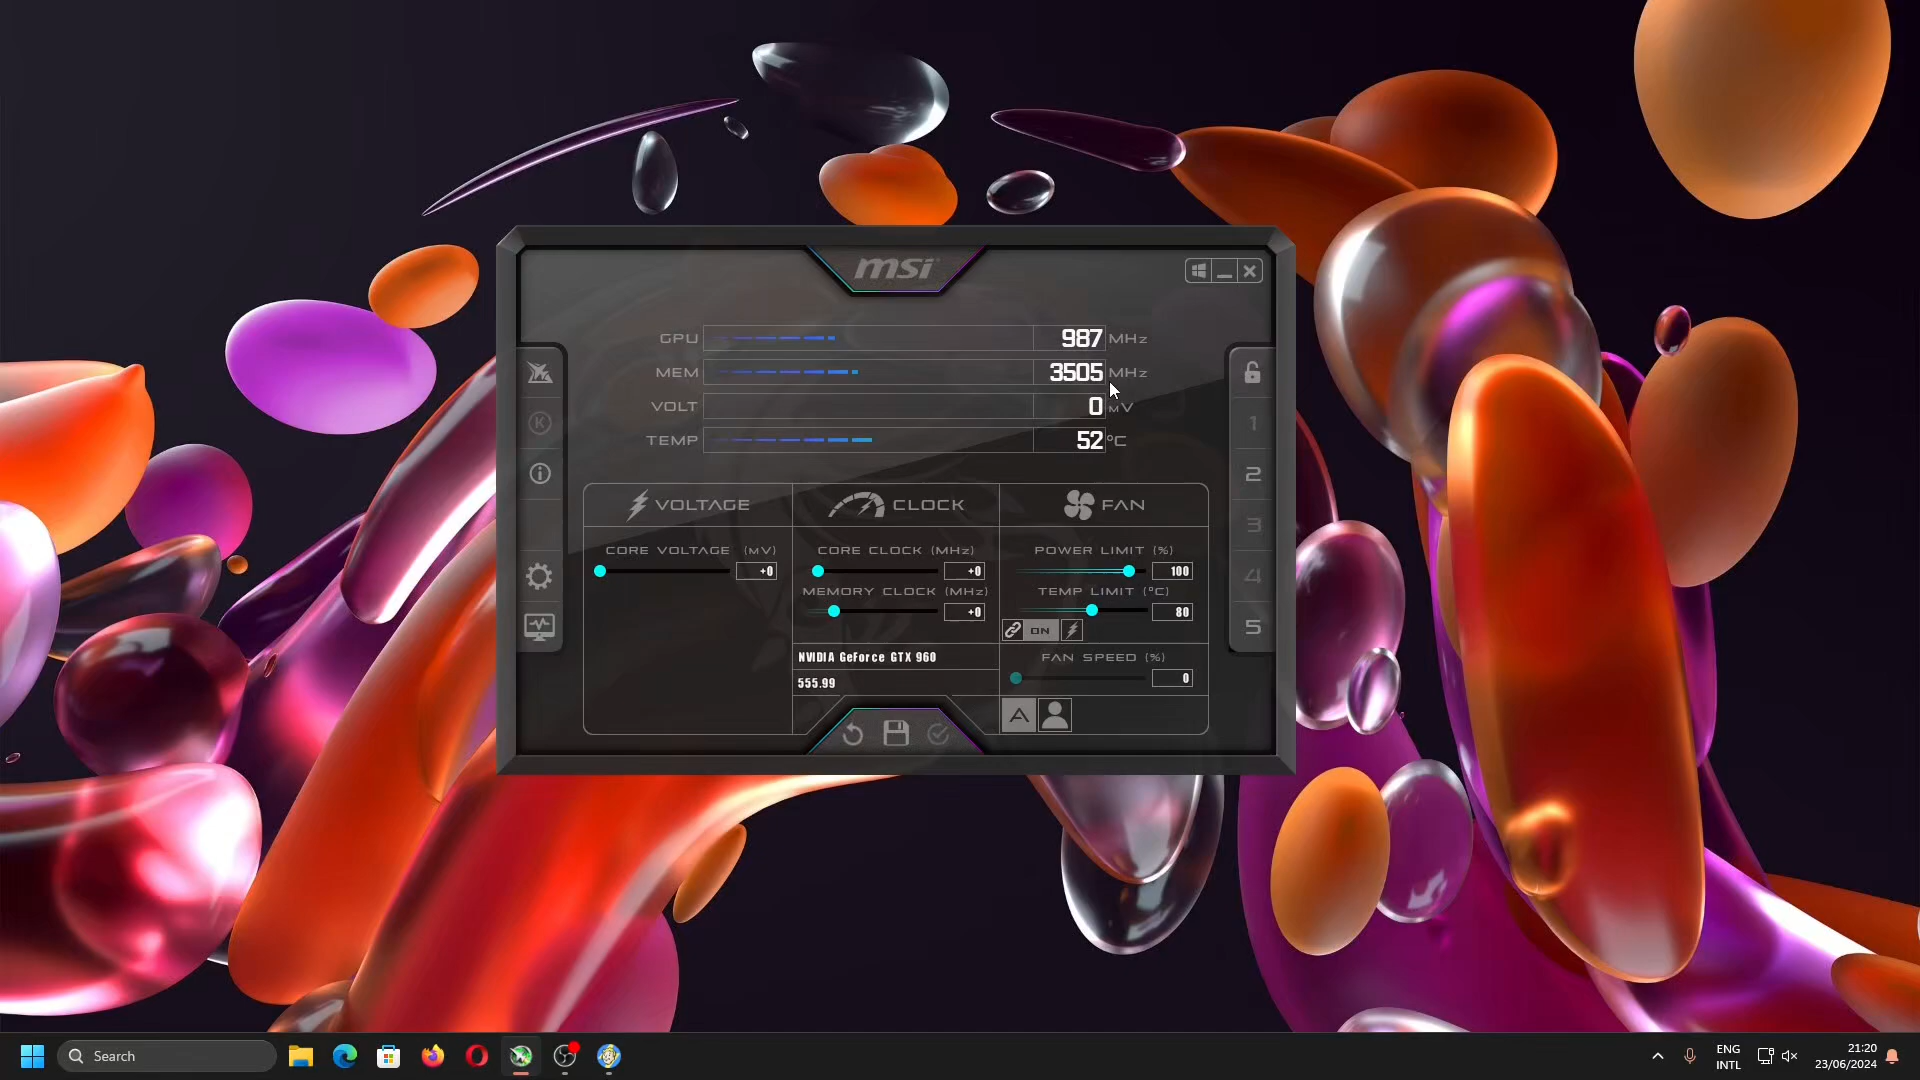 msi
GPU 987 MHz
MEM 3505 MHz
VOLT 0 MV
TEMP 52 °C
K
1
2
3
4
5
VOLTAGE
CLOCK
FAN
CORE VOLTAGE (MV)
+0
CORE CLOCK (MHz)
+0
MEMORY CLOCK (MHz)
+0
POWER LIMIT (%)
100
TEMP LIMIT (°C)
80
ON
NVIDIA GeForce GTX 960
555.99
FAN SPEED (%)
0
A
Search
ENG
INTL
21:20
23/06/2024